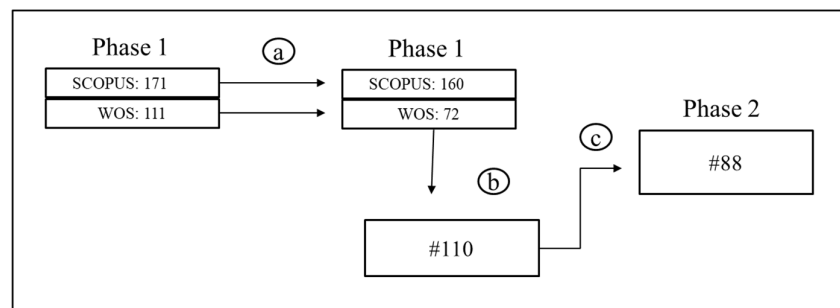 Phase 1
a
Phase 1
SCOPUS: 171
SCOPUS: 160
WOS: 111
WOS: 72
Phase 2
c
#88
b
#110